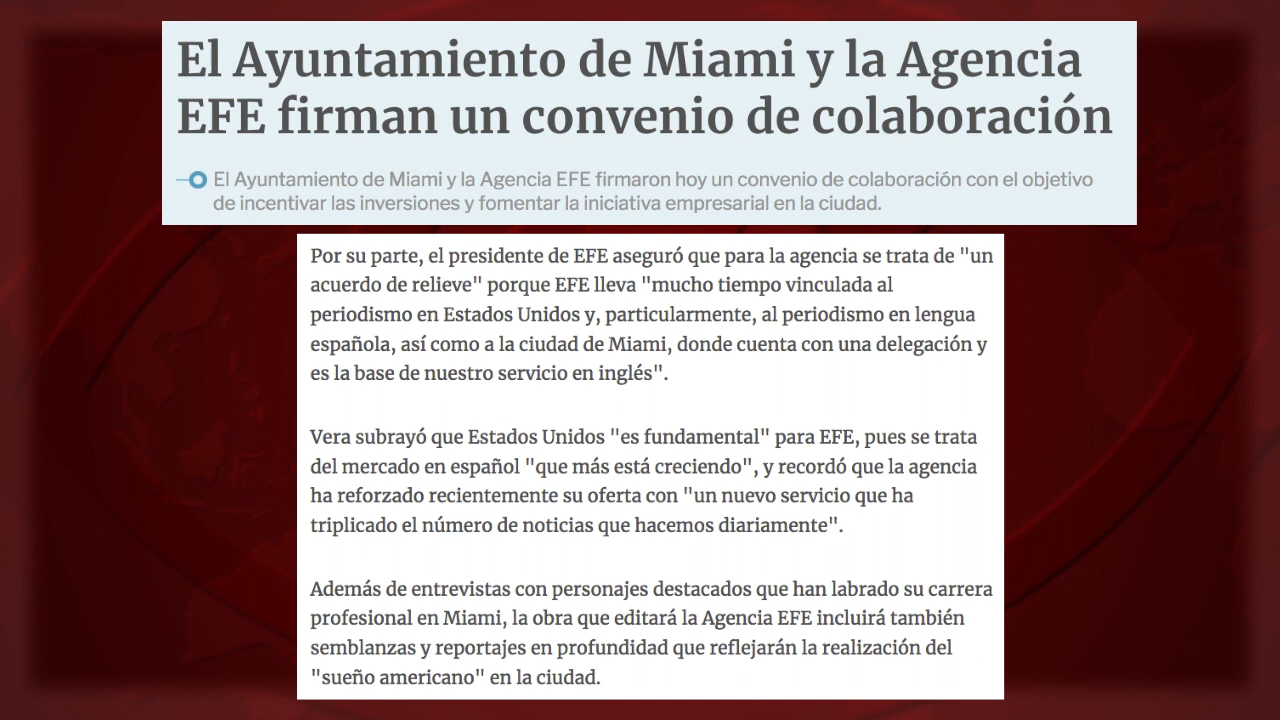 El Ayuntamiento de Miami y la Agencia
EFE firman un convenio de colaboración
El Ayuntamiento de Miami y la Agencia EFE firmaron hoy un convenio de colaboración con el objetivo
de incentivar las inversiones y fomentar la iniciativa empresarial en la ciudad.
Por su parte, el presidente de EFE aseguró que para la agencia se trata de "un
acuerdo de relieve" porque EFE lleva "mucho tiempo vinculada al
periodismo en Estados Unidos y, particularmente, al periodismo en lengua
española, así como a la ciudad de Miami, donde cuenta con una delegación y
es la base de nuestro servicio en inglés".
Vera subrayó que Estados Unidos "es fundamental" para EFE, pues se trata
del mercado en español "que más está creciendo", y recordó que la agencia
ha reforzado recientemente su oferta con "un nuevo servicio que ha
triplicado el número de noticias que hacemos diariamente".
Además de entrevistas con personajes destacados que han labrado su carrera
profesional en Miami, la obra que editará la Agencia EFE incluirá también
semblanzas y reportajes en profundidad que reflejarán la realización del
"sueño americano" en la ciudad.